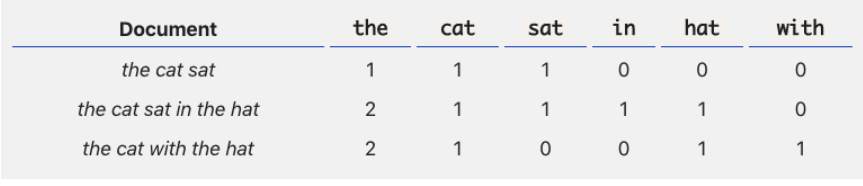 Document the cat sat in hat with
the cat sat 1 1 1 0 0 0
the cat sat in the hat 2 1 1 1 1 0
the cat with the hat 2 1 0 0 1 1